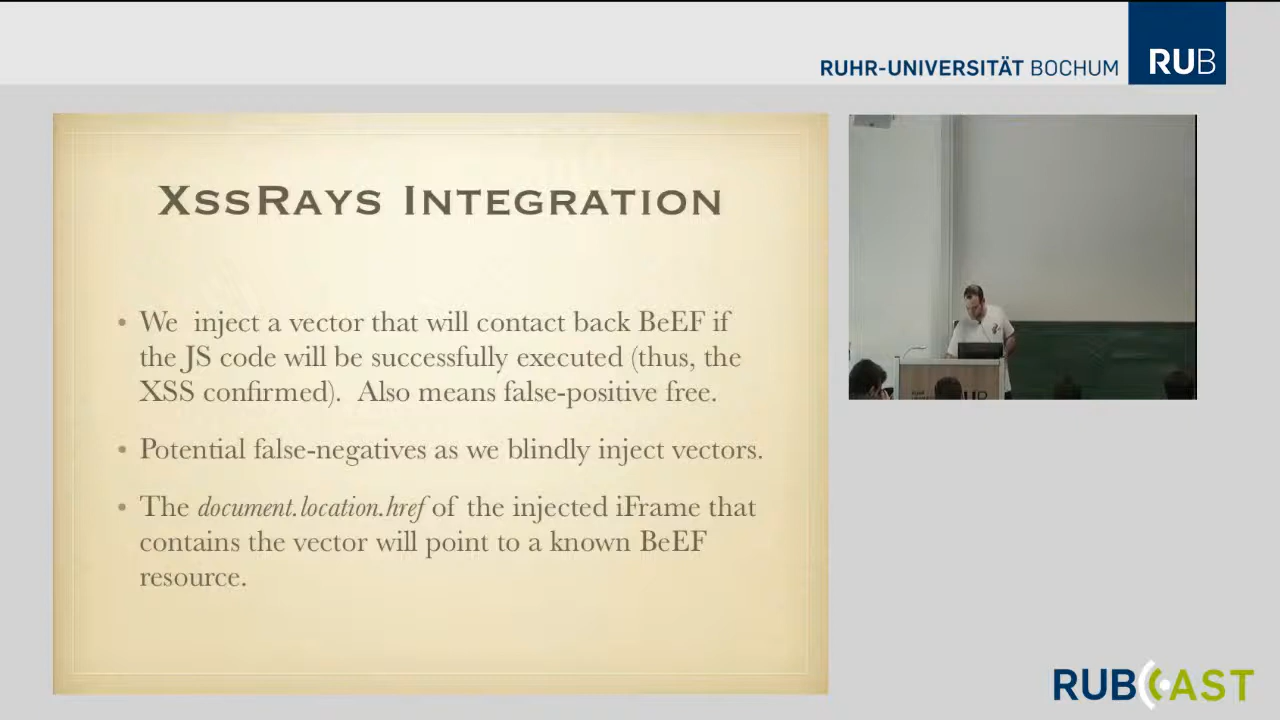 RUHR-UNIVERSITÄT BOCHUM RUB
XssRays Integration
• We inject a vector that will contact back BeEF if
the JS code will be successfully executed (thus, the
XSS confirmed). Also means false-positive free.
• Potential false-negatives as we blindly inject vectors.
• The document.location.href of the injected iFrame that
contains the vector will point to a known BeEF
resource.
RUBCAST